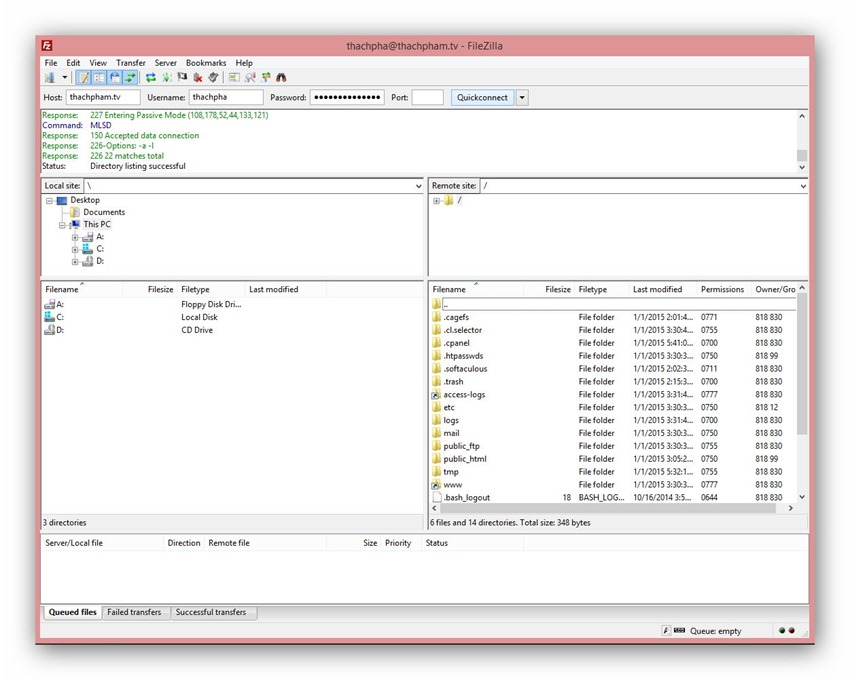 thachpha@thachpham.tv - FileZilla
File Edit View Transfer Server Bookmarks Help
Host: thachpham.tv Username: thachpha Password: ●●●●●●●●●●●●●● Port: Quickconnect
Response: 227 Entering Passive Mode (108,178,52,44,133,121)
Command: MLSD
Response: 150 Accepted data connection
Response: 226-Options: -a -l
Response: 226 22 matches total
Status: Directory listing successful
Local site: \
Desktop
Documents
This PC
A:
C:
D:
Remote site: /
/
Filename Filesize Filetype Last modified
A: Floppy Disk Dri...
C: Local Disk
D: CD Drive
3 directories
Filename Filesize Filetype Last modified Permissions Owner/Gro
..
.cagefs File folder 1/1/2015 2:01:4... 0771 818 830
.cl.selector File folder 1/1/2015 3:30:4... 0755 818 830
.cpanel File folder 1/1/2015 5:41:0... 0700 818 830
.htpasswds File folder 1/1/2015 3:30:3... 0750 818 99
.softaculous File folder 1/1/2015 2:02:3... 0711 818 830
.trash File folder 1/1/2015 2:15:3... 0700 818 830
access-logs File folder 1/1/2015 3:31:4... 0777 818 830
etc File folder 1/1/2015 3:30:3... 0750 818 12
logs File folder 1/1/2015 3:31:4... 0700 818 830
mail File folder 1/1/2015 3:30:3... 0750 818 830
public_ftp File folder 1/1/2015 3:30:3... 0755 818 830
public_html File folder 1/1/2015 3:05:2... 0750 818 99
tmp File folder 1/1/2015 5:32:1... 0755 818 830
www File folder 1/1/2015 3:30:3... 0777 818 830
.bash_logout 18 BASH_LOG... 10/16/2014 3:5... 0644 818 830
6 files and 14 directories. Total size: 348 bytes
Server/Local file Direction Remote file Size Priority Status
Queued files Failed transfers Successful transfers
Queue: empty